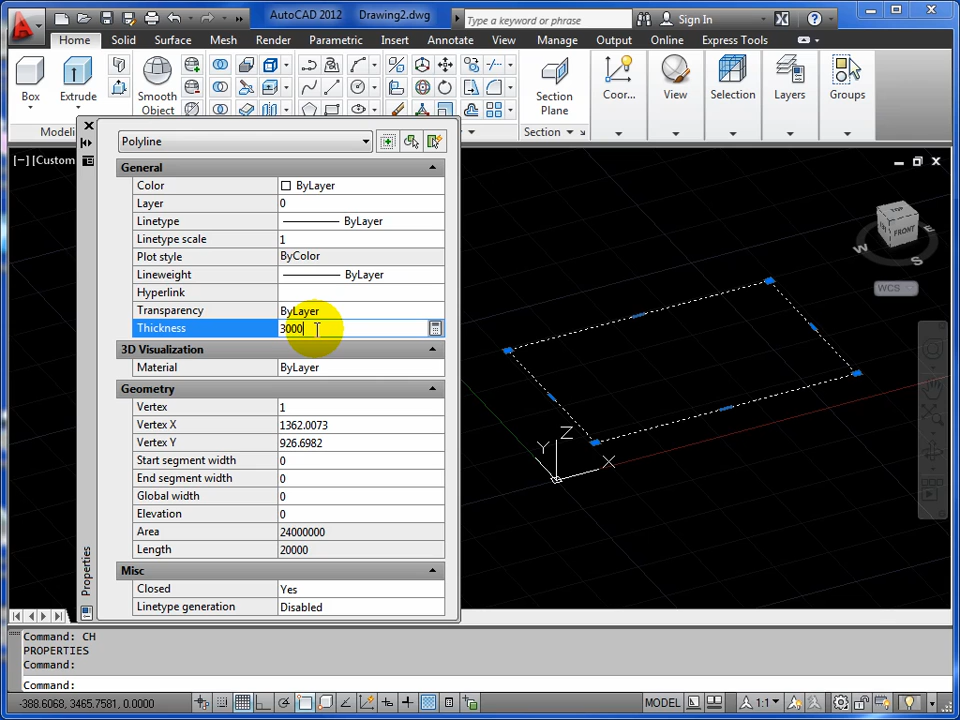 AutoCAD 2012 Drawing2.dwg
Type a keyword or phrase
Sign In
Home Solid Surface Mesh Render Parametric Insert Annotate View Manage Output Online Express Tools
Box
Extrude
Smooth
Object
Section
Plane
Coor...
View
Selection
Layers
Groups
Section
Polyline
General
Color ByLayer
Layer 0
Linetype ByLayer
Linetype scale 1
Plot style ByColor
Lineweight ByLayer
Hyperlink
Transparency ByLayer
Thickness 3000
3D Visualization
Material ByLayer
Geometry
Vertex 1
Vertex X 1362.0073
Vertex Y 926.6982
Start segment width 0
End segment width 0
Global width 0
Elevation 0
Area 24000000
Length 20000
Misc
Closed Yes
Linetype generation Disabled
Properties
TOP
FRONT
W
E
S
WCS
Z
Y
X
Command: CH
PROPERTIES
Command:
Command:
-388.6086, 3465.7581, 0.0000
MODEL
1:1